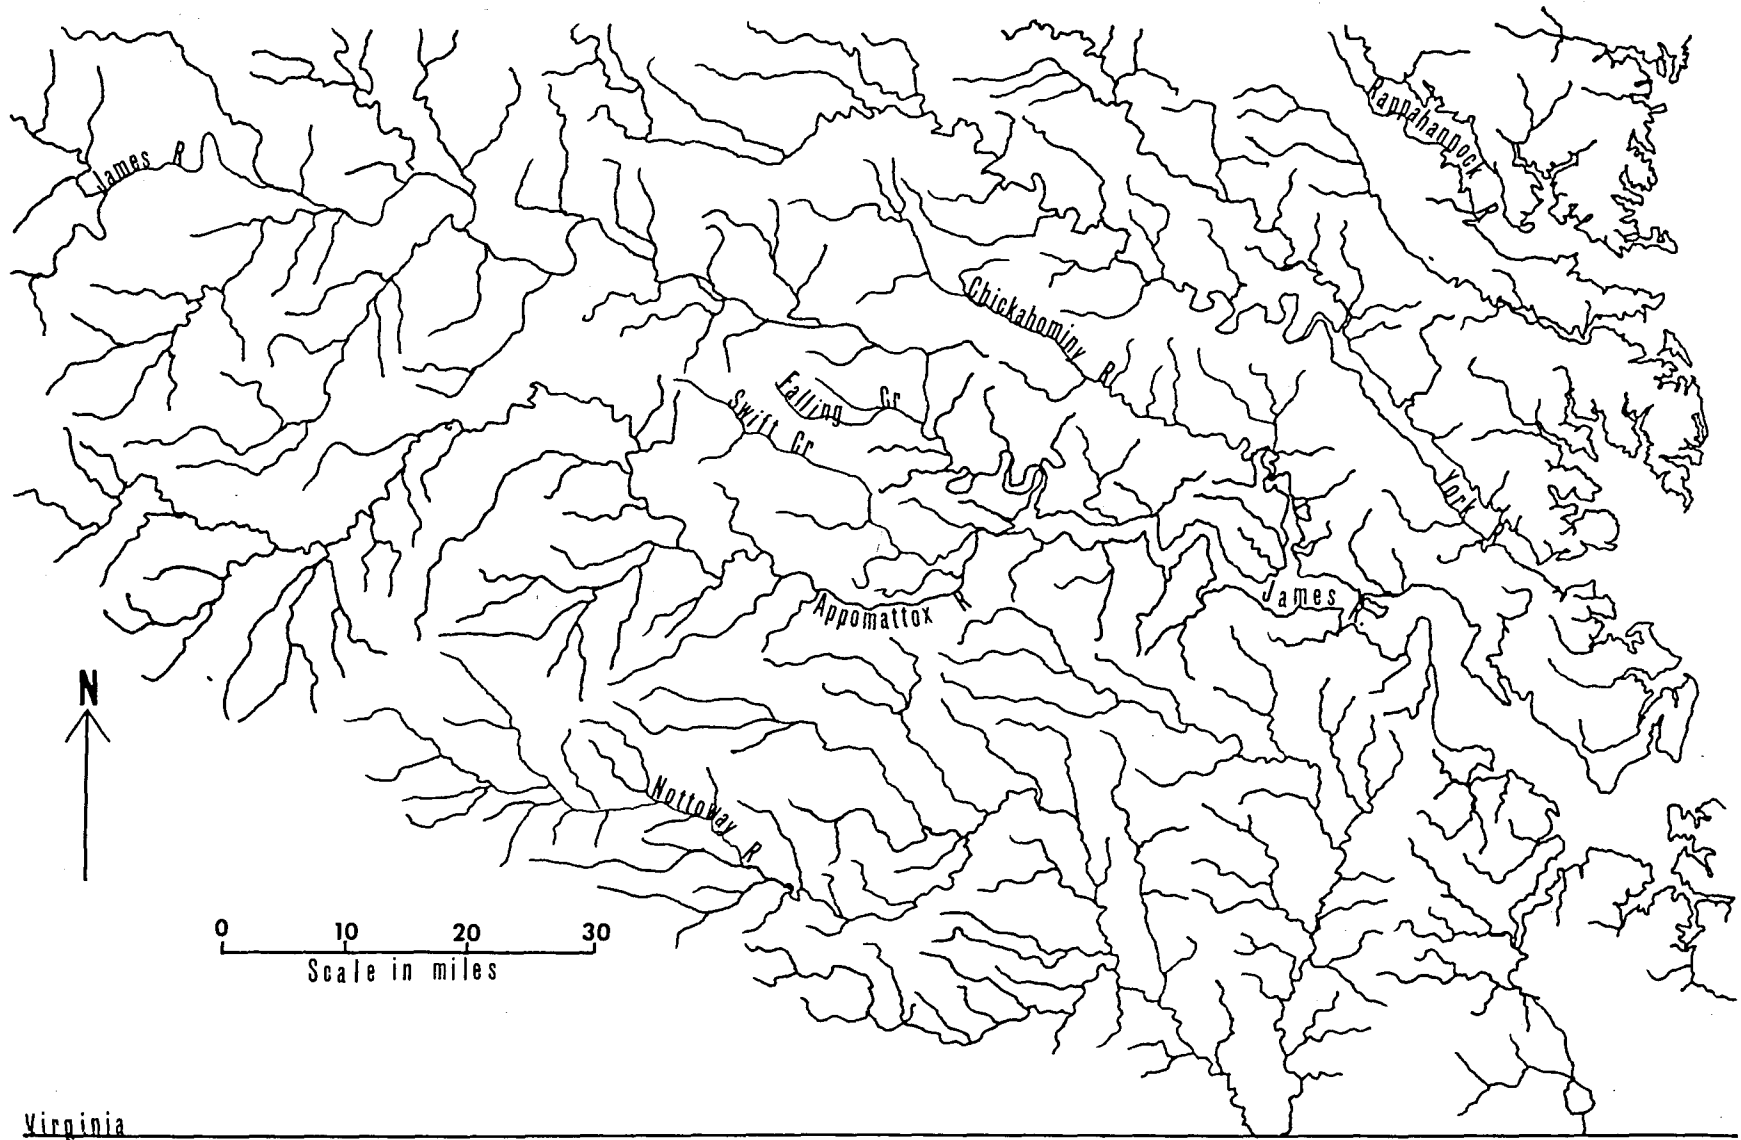 Rappahannock R
James R
Chickahominy R
Falling Cr
Swift Cr
York R
James R
Appomattox R
N
Nottoway R
0 10 20 30
Scale in miles
Virginia